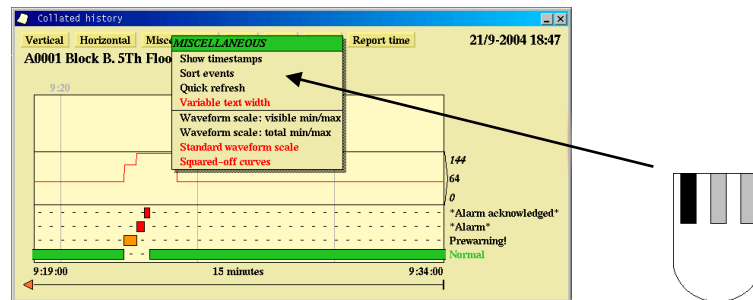 Collated history
Vertical Horizontal Misc Report time 21/9-2004 18:47
A0001 Block B. 5Th Floo
MISCELLANEOUS
Show timestamps
Sort events
Quick refresh
Variable text width
Waveform scale: visible min/max
Waveform scale: total min/max
Standard waveform scale
Squared-off curves
9:20
144
64
0
*Alarm acknowledged*
*Alarm*
Prewarning!
Normal
9:19:00 15 minutes 9:34:00